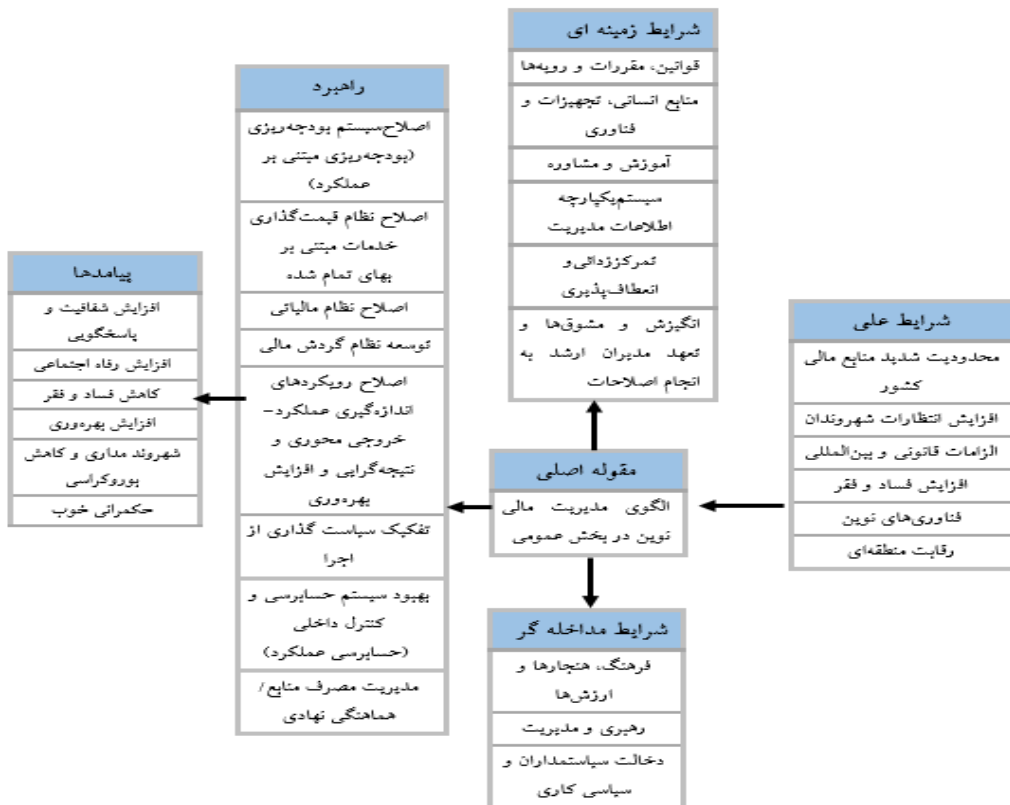 شرایط علی
محدودیت شدید منابع مالی
کشور
افزایش انتظارات شهروندان
الزامات قانونی و بین‌المللی
افزایش فساد و فقر
فناوری‌های نوین
رقابت منطقه‌ای
شرایط زمینه ای
قوانین، مقررات و رویه‌ها
منابع انسانی، تجهیزات و
فناوری
آموزش و مشاوره
سیستم‌یکپارچه
اطلاعات مدیریت
تمرکززدائی‌و
انعطاف‌پذیری
انگیزش و مشوق‌ها و
تعهد مدیران ارشد به
انجام اصلاحات
مقوله اصلی
الگوی مدیریت مالی
نوین در بخش عمومی
شرایط مداخله گر
فرهنگ، هنجارها و
ارزش‌ها
رهبری و مدیریت
دخالت سیاستمداران و
سیاسی کاری
راهبرد
اصلاح‌سیستم بودجه‌ریزی
(بودجه‌ریزی مبتنی بر
عملکرد)
اصلاح نظام قیمت‌گذاری
خدمات مبتنی بر
بهای تمام شده
اصلاح نظام مالیاتی
توسعه نظام گردش مالی
اصلاح رویکردهای
اندازه‌گیری عملکرد-
خروجی محوری و
نتیجه‌گرایی و افزایش
بهره‌وری
تفکیک سیاست گذاری از
اجرا
بهبود سیستم حسابرسی و
کنترل داخلی
(حسابرسی عملکرد)
مدیریت مصرف منابع/
هماهنگی نهادی
پیامدها
افزایش شفافیت و
پاسخگویی
افزایش رفاه اجتماعی
کاهش فساد و فقر
افزایش بهره‌وری
شهروند مداری و کاهش
بوروکراسی
حکمرانی خوب